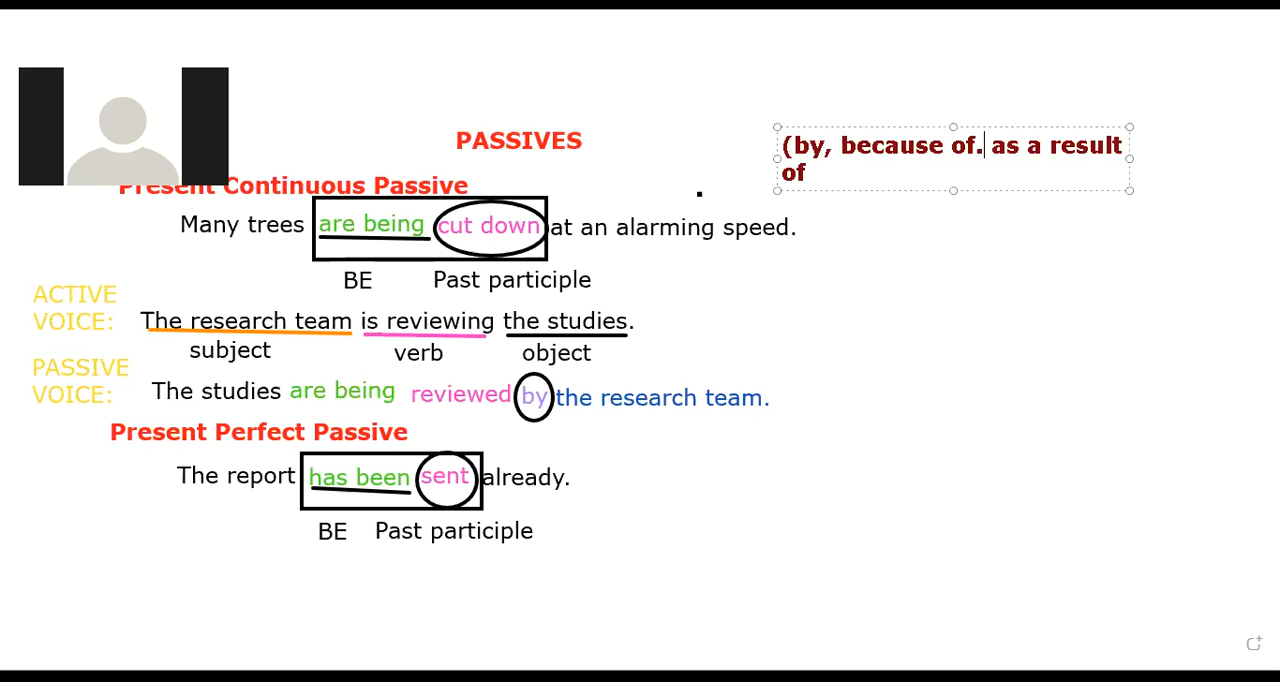 PASSIVES
(by, because of. as a result
of
Present Continuous Passive
Many trees are being cut down at an alarming speed.
BE Past participle
ACTIVE
VOICE: The research team is reviewing the studies.
subject verb object
PASSIVE
VOICE: The studies are being reviewed by the research team.
Present Perfect Passive
The report has been sent already.
BE Past participle